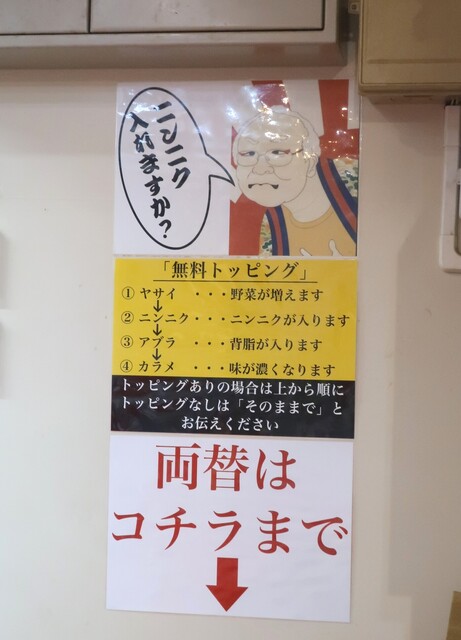 ニンニク
入れますか？
「無料トッピング」
① ヤサイ ・・・野菜が増えます
↓
② ニンニク・・・ニンニクが入ります
↓
③ アブラ ・・・背脂が入ります
↓
④ カラメ ・・・味が濃くなります
トッピングありの場合は上から順に
トッピングなしは「そのままで」と
お伝えください
両替は
コチラまで
↓